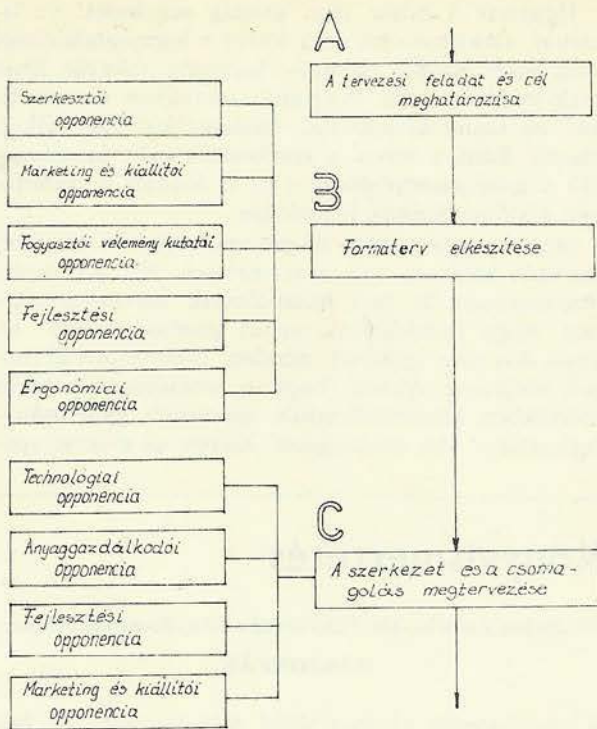 A
A tervezési feladat és cél
meghatározása
Szerkesztői
opponencia
Marketing és kiállítói
opponencia
B
Fogyasztói vélemény kutatái
opponencia
Formaterv elkészítése
Fejlesztési
opponencia
Ergonómiai
opponencia
Technológiai
opponencia
C
Anyaggazdálkodói
opponencia
A szerkezet és a csoma-
golás megtervezése
Fejlesztési
opponencia
Marketing és kiállítói
opponencia